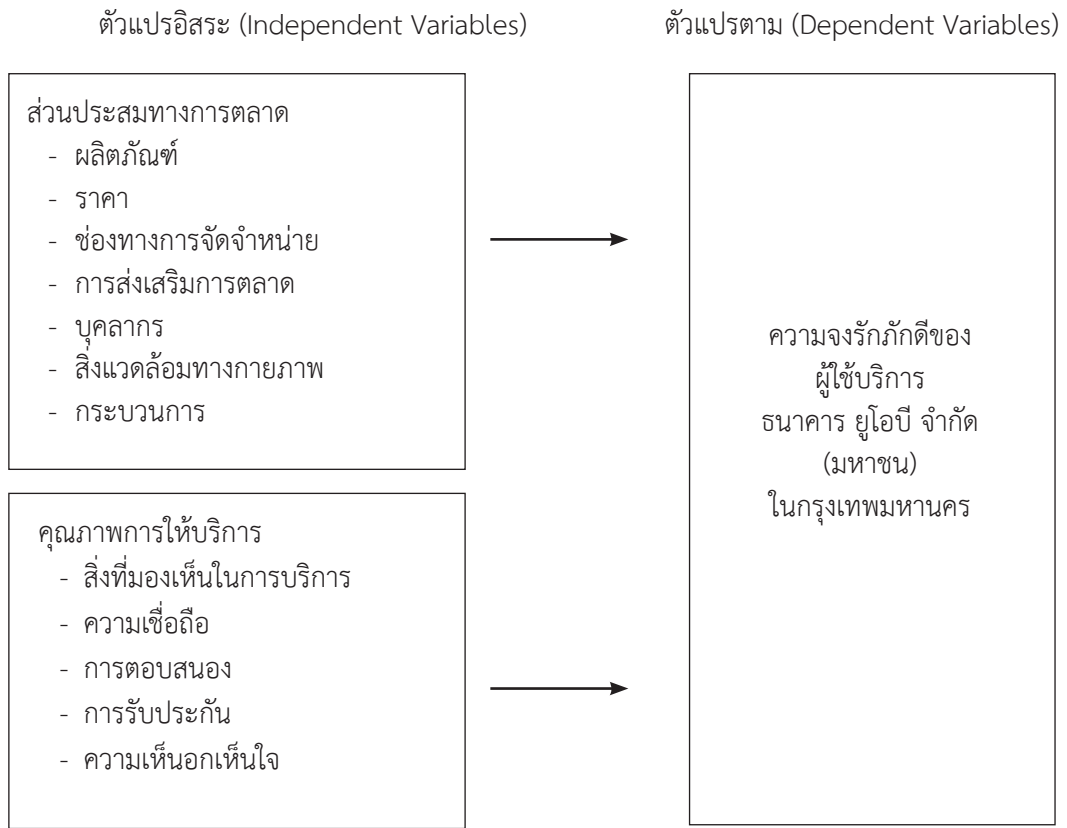 ตัวแปรอิสระ (Independent Variables)
ตัวแปรตาม (Dependent Variables)
ส่วนประสมทางการตลาด
- ผลิตภัณฑ์
- ราคา
- ช่องทางการจัดจำหน่าย
- การส่งเสริมการตลาด
- บุคลากร
- สิ่งแวดล้อมทางกายภาพ
- กระบวนการ
คุณภาพการให้บริการ
- สิ่งที่มองเห็นในการบริการ
- ความเชื่อถือ
- การตอบสนอง
- การรับประกัน
- ความเห็นอกเห็นใจ
ความจงรักภักดีของ
ผู้ใช้บริการ
ธนาคาร ยูโอบี จำกัด
(มหาชน)
ในกรุงเทพมหานคร